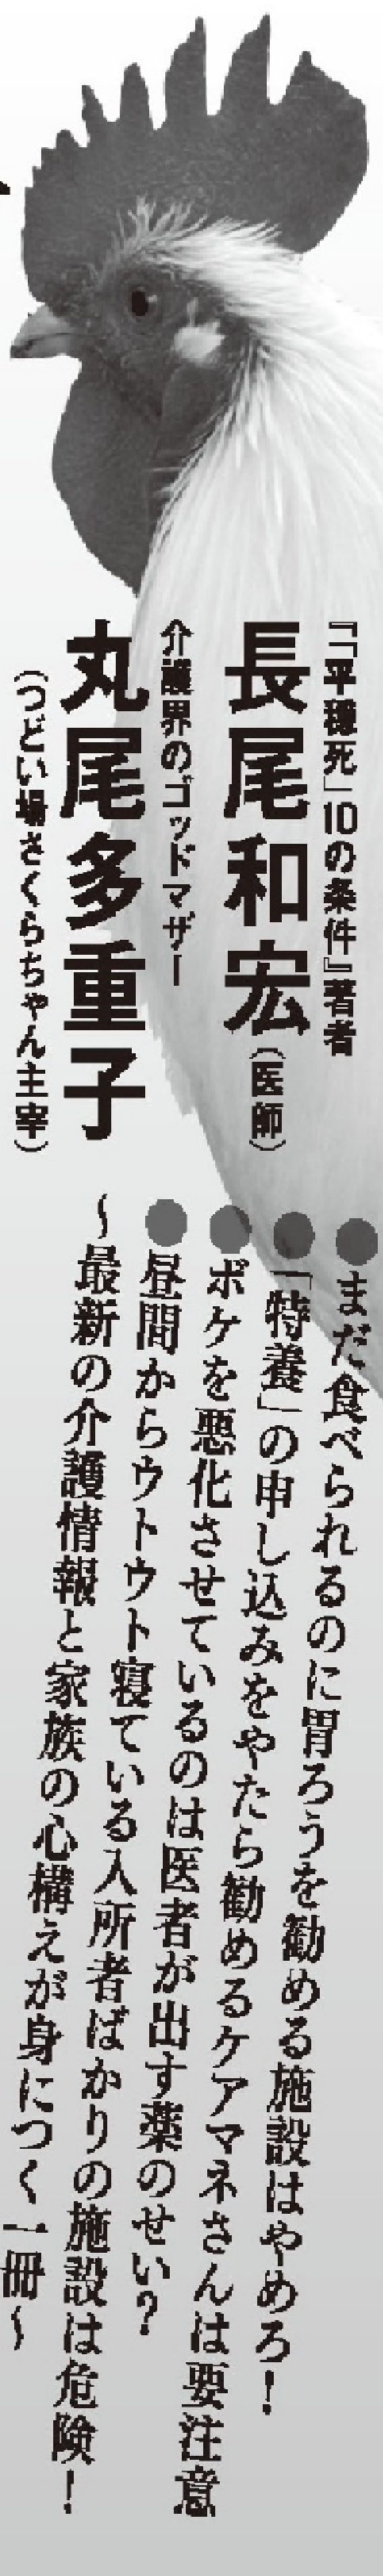 『「平穏死」10の条件』著者
長尾和宏(医師)
介護界のゴッドマザー
丸尾多重子
(つどい場さくらちゃん主宰)
●まだ食べられるのに胃ろうを勧める施設はやめろ!
●「特養」の申し込みをやたら勧めるケアマネさんは要注意
●ボケを悪化させているのは医者が出す薬のせい?
●昼間からウトウト寝ている入所者ばかりの施設は危険!
~最新の介護情報と家族の心構えが身につく一冊~